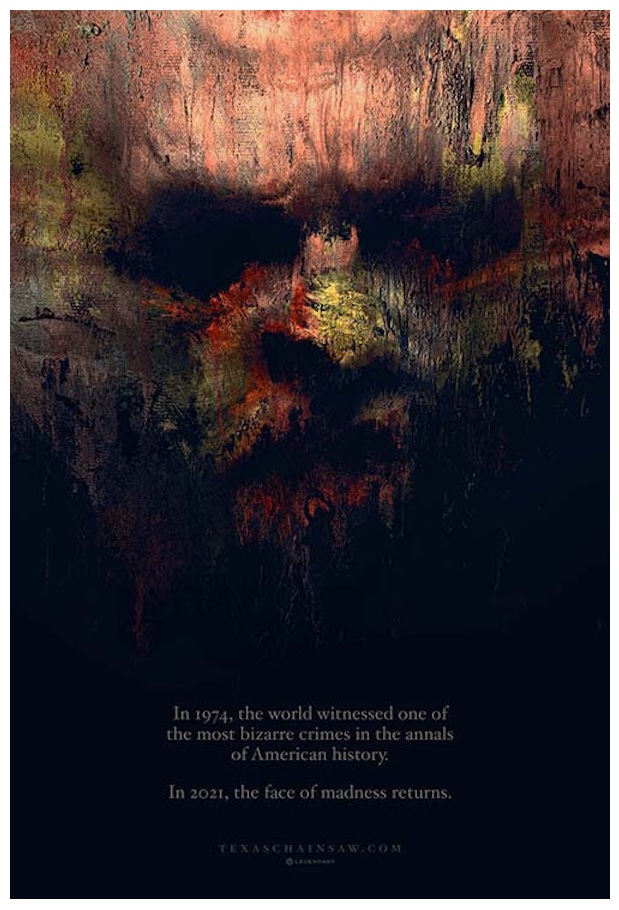 In 1974, the world witnessed one of
the most bizarre crimes in the annals
of American history.
In 2021, the face of madness returns.
TEXASCHAINSAW.COM
LEGENDARY